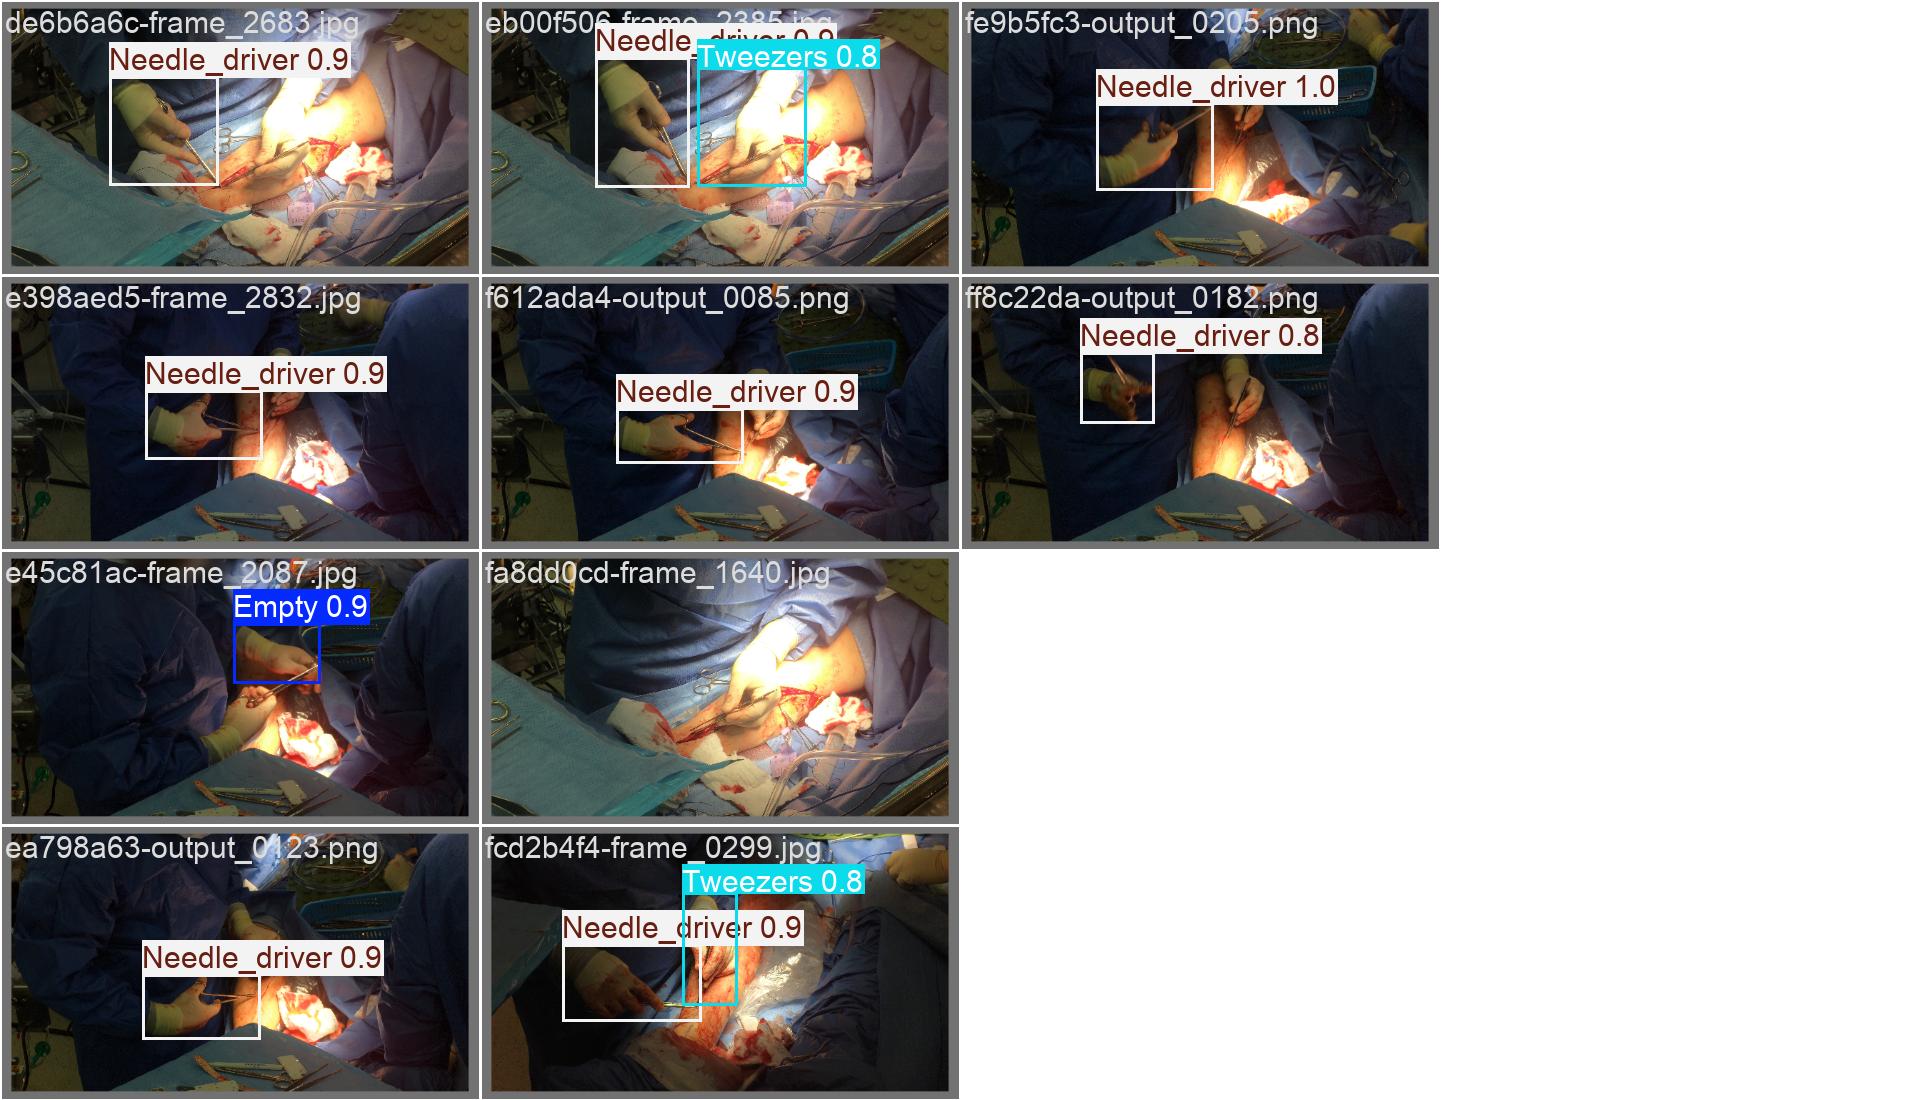 de6b6a6c-frame_2683.jpg
Needle_driver 0.9
eb00f506-frame_2385.jpg
Needle_driver 0.9
Tweezers 0.8
fe9b5fc3-output_0205.png
Needle_driver 1.0
e398aed5-frame_2832.jpg
Needle_driver 0.9
f612ada4-output_0085.png
Needle_driver 0.9
ff8c22da-output_0182.png
Needle_driver 0.8
e45c81ac-frame_2087.jpg
Empty 0.9
fa8dd0cd-frame_1640.jpg
ea798a63-output_0123.png
Needle_driver 0.9
fcd2b4f4-frame_0299.jpg
Tweezers 0.8
Needle_driver 0.9